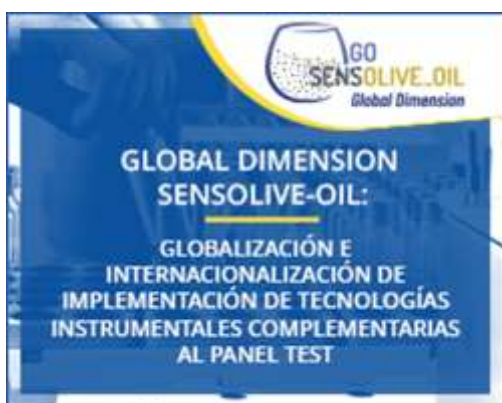 GO
SENSOLIVE_OIL
Global Dimension
GLOBAL DIMENSION
SENSOLIVE-OIL:
GLOBALIZACIÓN E
INTERNACIONALIZACIÓN DE
IMPLEMENTACIÓN DE TECNOLOGÍAS
INSTRUMENTALES COMPLEMENTARIAS
AL PANEL TEST